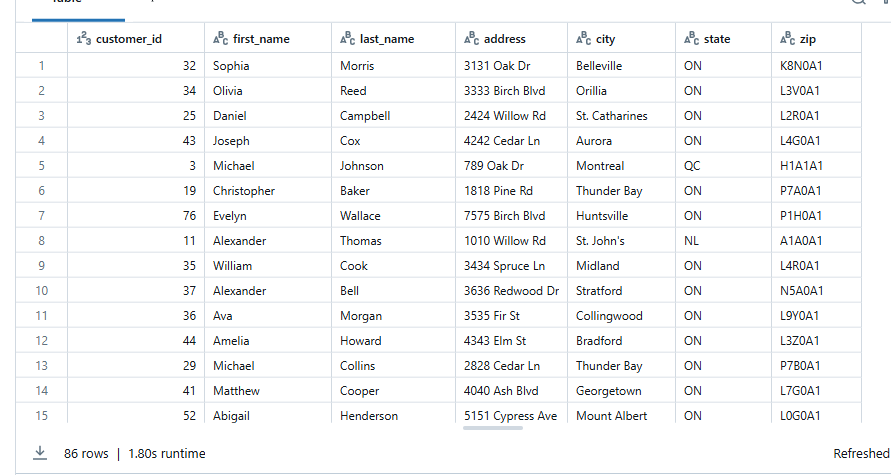 customer_id first_name last_name address city state zip
1 32 Sophia Morris 3131 Oak Dr Belleville ON K8N0A1
2 34 Olivia Reed 3333 Birch Blvd Orillia ON L3V0A1
3 25 Daniel Campbell 2424 Willow Rd St. Catharines ON L2R0A1
4 43 Joseph Cox 4242 Cedar Ln Aurora ON L4G0A1
5 3 Michael Johnson 789 Oak Dr Montreal QC H1A1A1
6 19 Christopher Baker 1818 Pine Rd Thunder Bay ON P7A0A1
7 76 Evelyn Wallace 7575 Birch Blvd Huntsville ON P1H0A1
8 11 Alexander Thomas 1010 Willow Rd St. John's NL A1A0A1
9 35 William Cook 3434 Spruce Ln Midland ON L4R0A1
10 37 Alexander Bell 3636 Redwood Dr Stratford ON N5A0A1
11 36 Ava Morgan 3535 Fir St Collingwood ON L9Y0A1
12 44 Amelia Howard 4343 Elm St Bradford ON L3Z0A1
13 29 Michael Collins 2828 Cedar Ln Thunder Bay ON P7B0A1
14 41 Matthew Cooper 4040 Ash Blvd Georgetown ON L7G0A1
15 52 Abigail Henderson 5151 Cypress Ave Mount Albert ON L0G0A1
86 rows | 1.80s runtime Refreshed